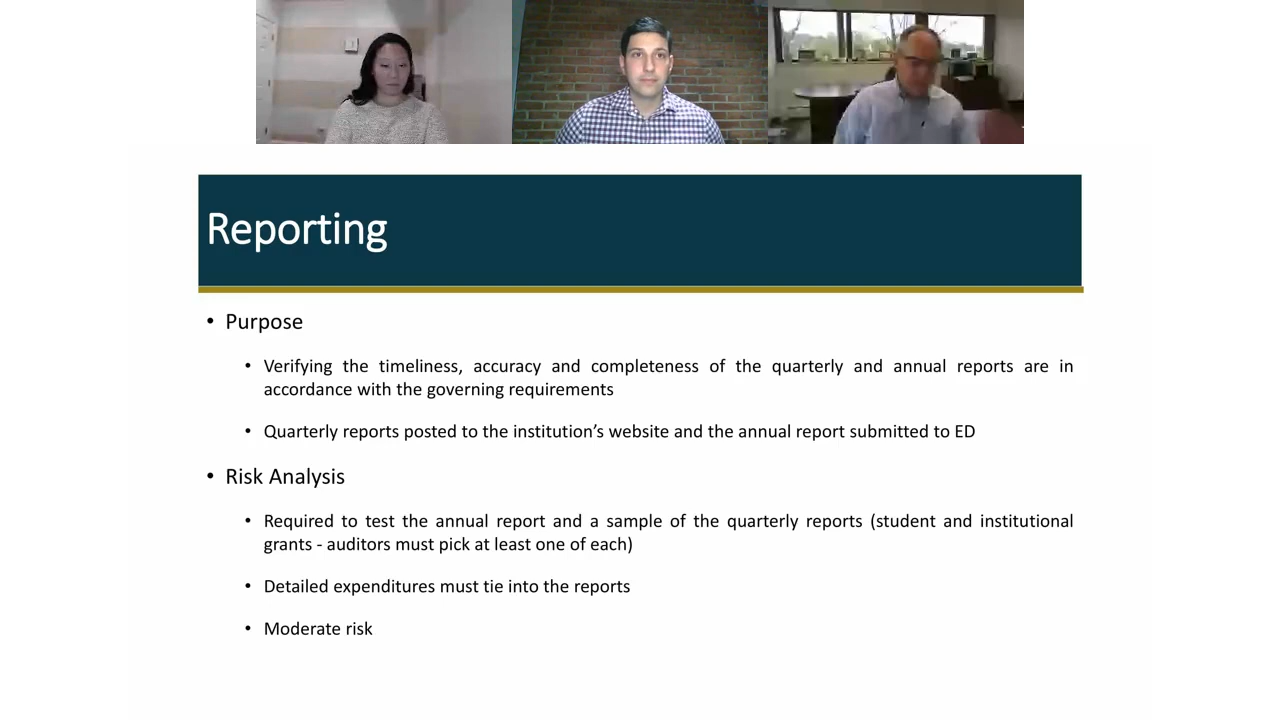 Reporting
• Purpose
• Verifying the timeliness, accuracy and completeness of the quarterly and annual reports are in
accordance with the governing requirements
• Quarterly reports posted to the institution’s website and the annual report submitted to ED
• Risk Analysis
• Required to test the annual report and a sample of the quarterly reports (student and institutional
grants - auditors must pick at least one of each)
• Detailed expenditures must tie into the reports
• Moderate risk